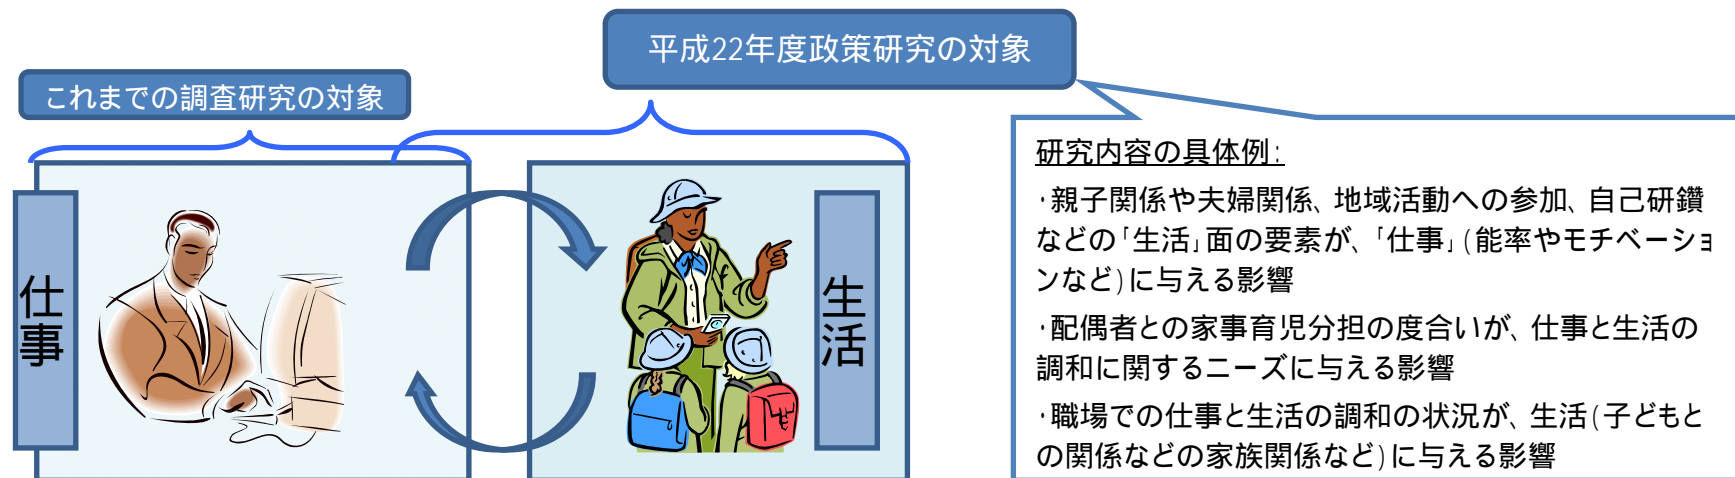 平成22年度政策研究の対象
これまでの調査研究の対象
仕事
生活
研究内容の具体例:
・親子関係や夫婦関係、地域活動への参加、自己研鑽
などの「生活」面の要素が、「仕事」(能率やモチベーショ
ンなど)に与える影響
・配偶者との家事育児分担の度合いが、仕事と生活の
調和に関するニーズに与える影響
・職場での仕事と生活の調和の状況が、生活(子どもと
の関係などの家族関係など)に与える影響